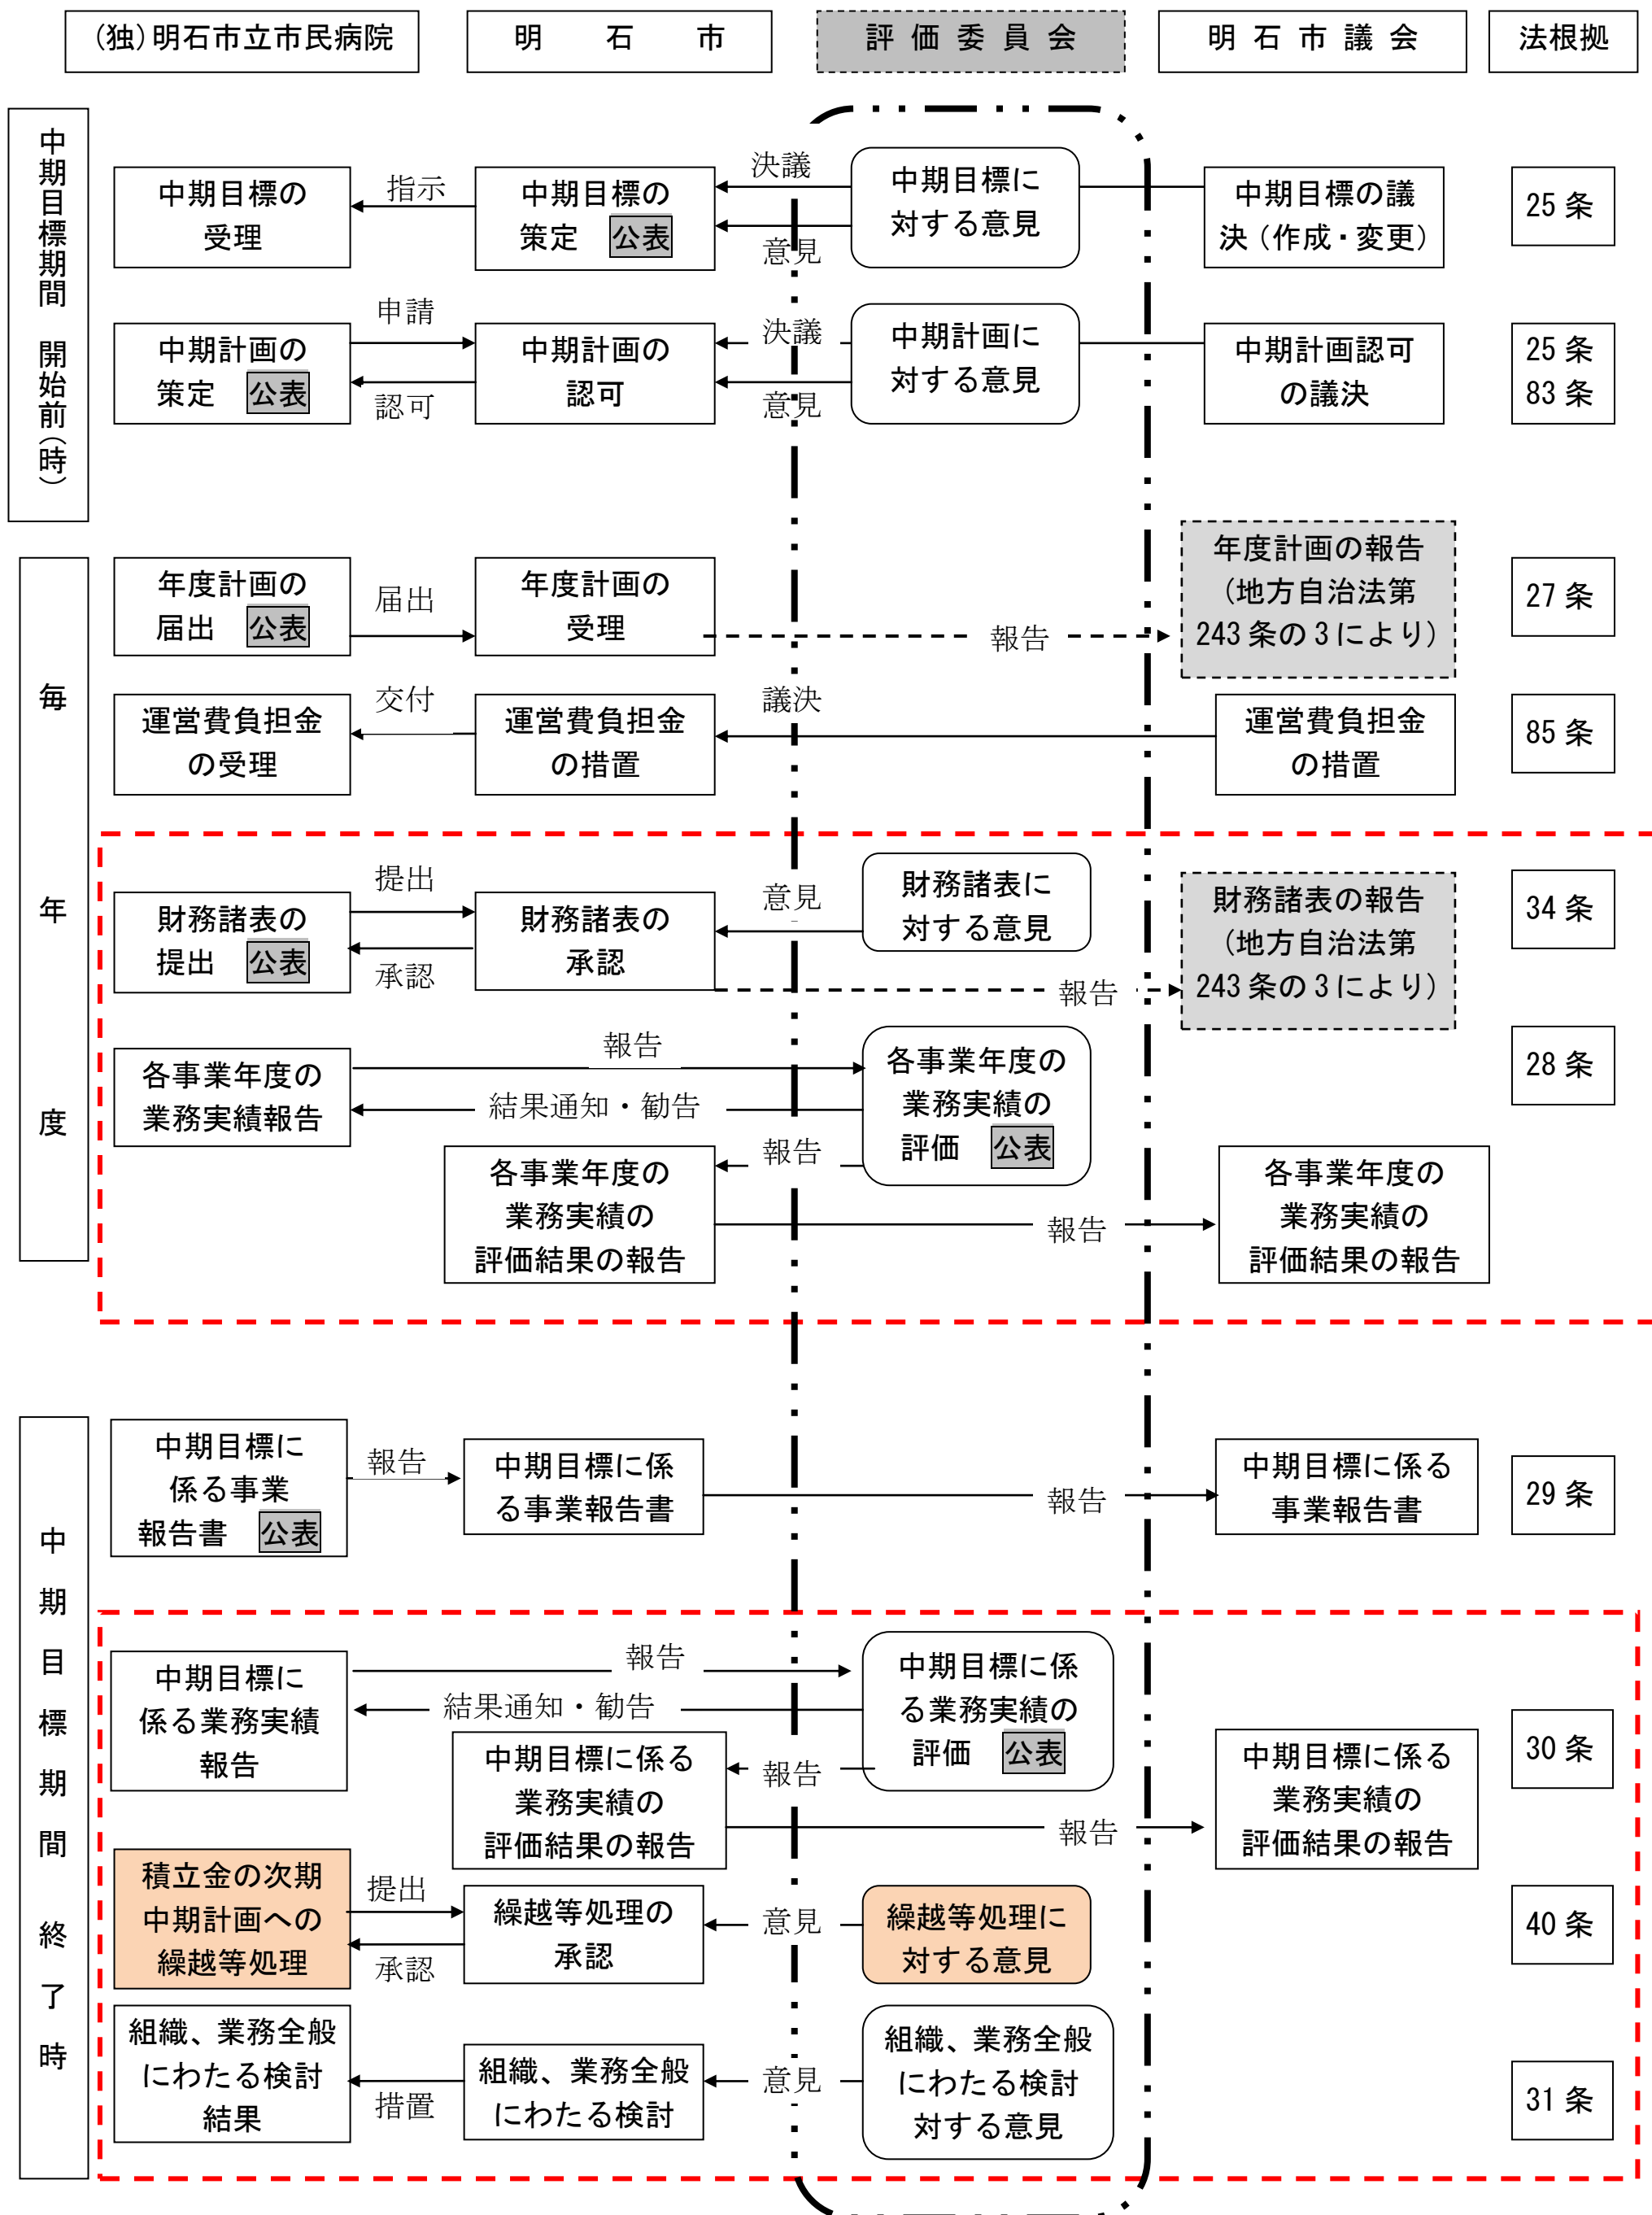 （独）明石市立市民病院
明 石 市
評 価 委 員 会
明 石 市 議 会
法根拠
中期目標期間 開始前（時）
中期目標の
受理
指示
中期目標の
策定 公表
決議
意見
中期目標に
対する意見
中期目標の議
決（作成・変更）
25 条
中期計画の
策定 公表
申請
認可
中期計画の
認可
決議
意見
中期計画に
対する意見
中期計画認可
の議決
25 条
83 条
毎年度
年度計画の
届出 公表
届出
年度計画の
受理
報告
年度計画の報告
（地方自治法第
243 条の 3 により）
27 条
運営費負担金
の受理
交付
運営費負担金
の措置
議決
運営費負担金
の措置
85 条
財務諸表の
提出 公表
提出
承認
財務諸表の
承認
意見
財務諸表に
対する意見
報告
財務諸表の報告
（地方自治法第
243 条の 3 により）
34 条
各事業年度の
業務実績報告
報告
結果通知・勧告
各事業年度の
業務実績の
評価 公表
28 条
報告
各事業年度の
業務実績の
評価結果の報告
報告
各事業年度の
業務実績の
評価結果の報告
中期目標期間 終了時
中期目標に
係る事業
報告書 公表
報告
中期目標に係
る事業報告書
報告
中期目標に係る
事業報告書
29 条
中期目標に
係る業務実績
報告
報告
結果通知・勧告
中期目標に係
る業務実績の
評価 公表
報告
中期目標に係る
業務実績の
評価結果の報告
報告
中期目標に係る
業務実績の
評価結果の報告
30 条
積立金の次期
中期計画への
繰越等処理
提出
承認
繰越等処理の
承認
意見
繰越等処理に
対する意見
40 条
組織、業務全般
にわたる検討
結果
措置
組織、業務全般
にわたる検討
意見
組織、業務全般
にわたる検討
対する意見
31 条